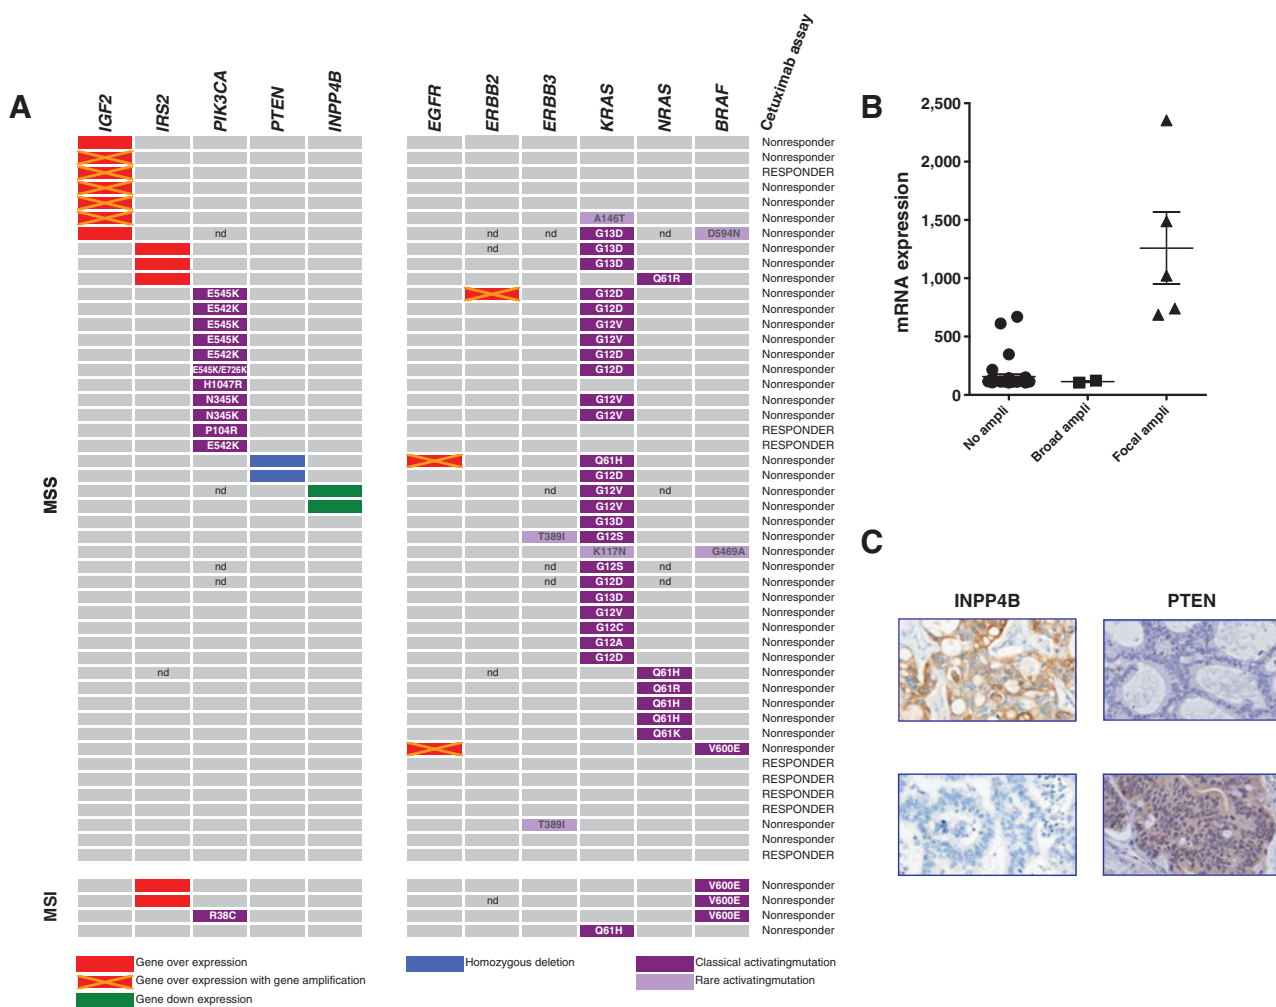 A
IGF2 IRS2 PIK3CA PTEN INPP4B EGFR ERBB2 ERBB3 KRAS NRAS BRAF Cetuximab assay
MSS
Nonresponder
Nonresponder
RESPONDER
Nonresponder
Nonresponder
A146T Nonresponder
nd nd nd G13D nd D594N Nonresponder
nd G13D Nonresponder
G13D Nonresponder
Q61R Nonresponder
E545K G12D Nonresponder
E542K G12D Nonresponder
E545K G12V Nonresponder
E545K G12V Nonresponder
E542K G12D Nonresponder
E545K/E726K G12D Nonresponder
H1047R Nonresponder
N345K G12V Nonresponder
N345K G12V Nonresponder
P104R RESPONDER
E542K RESPONDER
Q61H Nonresponder
G12D Nonresponder
nd nd G12V nd Nonresponder
G12V Nonresponder
G13D Nonresponder
T389I G12S Nonresponder
K117N G469A Nonresponder
nd nd G12S nd Nonresponder
nd nd G12D nd Nonresponder
G13D Nonresponder
G12V Nonresponder
G12C Nonresponder
G12A Nonresponder
G12D Nonresponder
nd nd Q61H Nonresponder
Q61R Nonresponder
Q61H Nonresponder
Q61H Nonresponder
Q61K Nonresponder
V600E Nonresponder
RESPONDER
RESPONDER
RESPONDER
RESPONDER
T389I Nonresponder
Nonresponder
RESPONDER
MSI
V600E Nonresponder
nd V600E Nonresponder
R38C V600E Nonresponder
Q61H Nonresponder
Gene over expression
Gene over expression with gene amplification
Gene down expression
Homozygous deletion
Classical activatingmutation
Rare activatingmutation
B
mRNA expression
2,500
2,000
1,500
1,000
500
0
No ampli
Broad ampli
Focal ampli
C
INPP4B PTEN